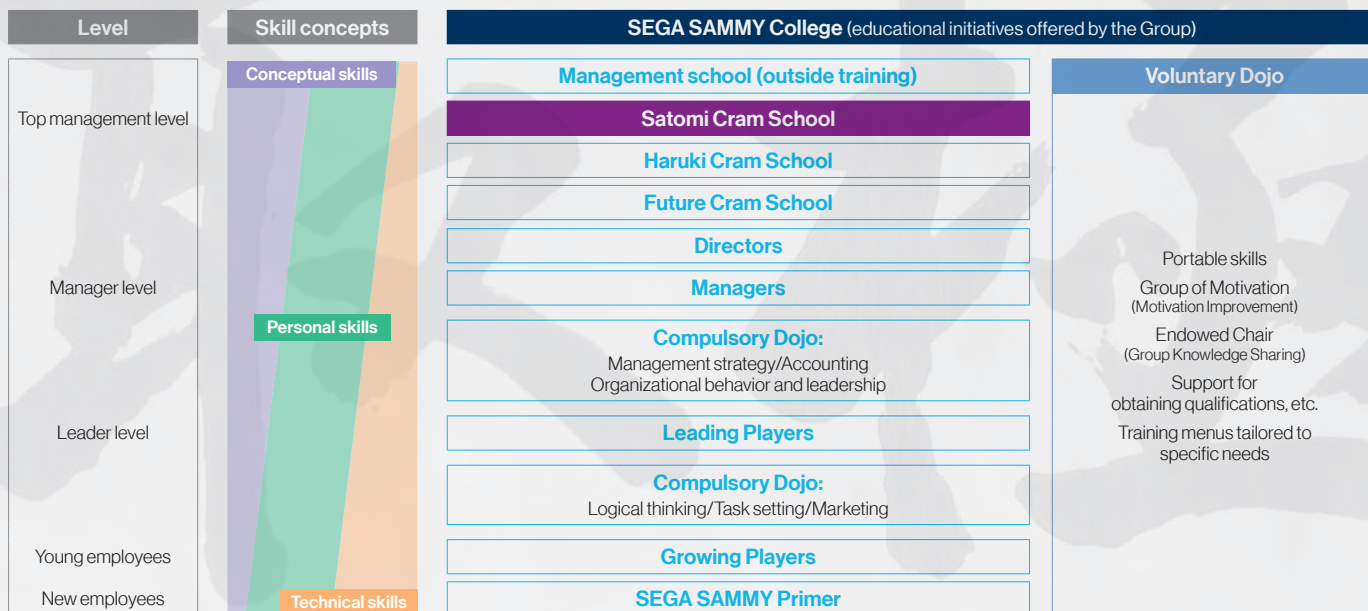 Level
Skill concepts
SEGA SAMMY College (educational initiatives offered by the Group)
Top management level
Manager level
Leader level
Young employees
New employees
Conceptual skills
Personal skills
Technical skills
Management school (outside training)
Satomi Cram School
Haruki Cram School
Future Cram School
Directors
Managers
Compulsory Dojo:
Management strategy/Accounting
Organizational behavior and leadership
Leading Players
Compulsory Dojo:
Logical thinking/Task setting/Marketing
Growing Players
SEGA SAMMY Primer
Voluntary Dojo
Portable skills
Group of Motivation
(Motivation Improvement)
Endowed Chair
(Group Knowledge Sharing)
Support for
obtaining qualifications, etc.
Training menus tailored to
specific needs